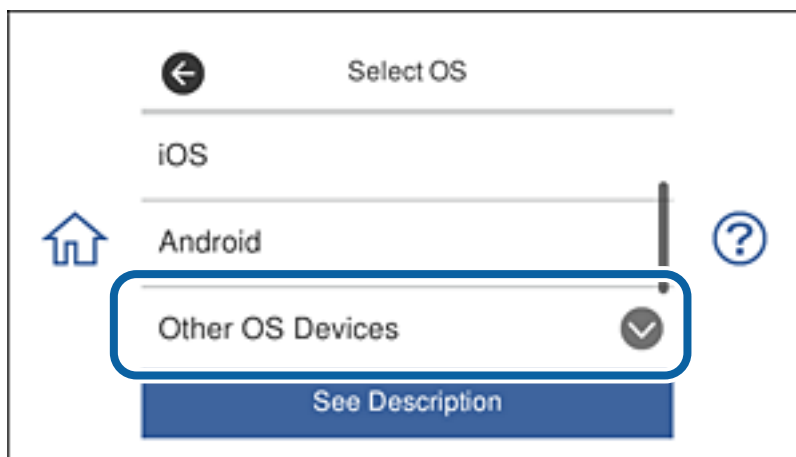 Select OS
iOS
Android
Other OS Devices
See Description
?